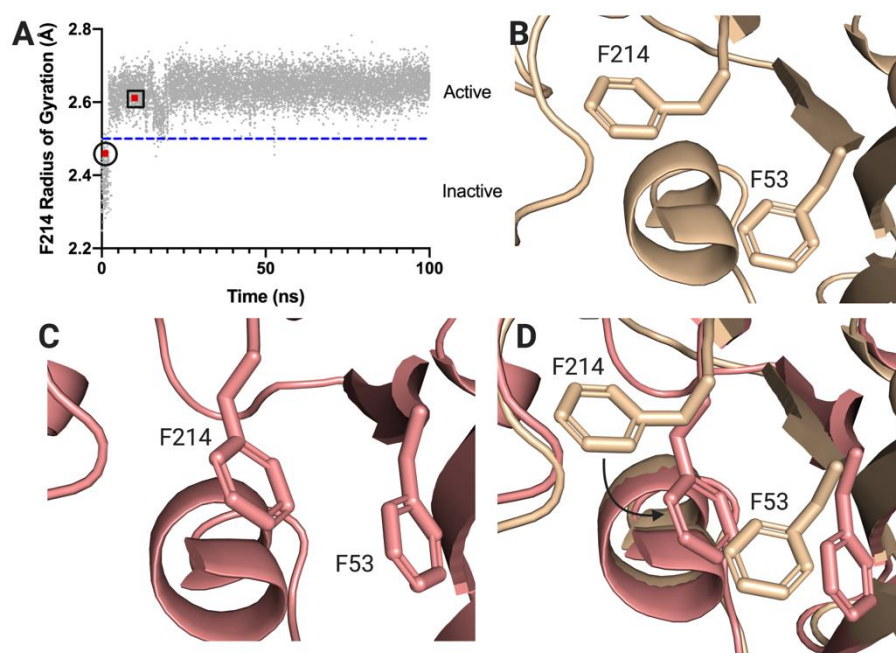 A
F214 Radius of Gyration (Å)
2.8
2.6
2.4
2.2
0
50
100
Time (ns)
Active
Inactive
B
F214
F53
C
F214
F53
D
F214
F53